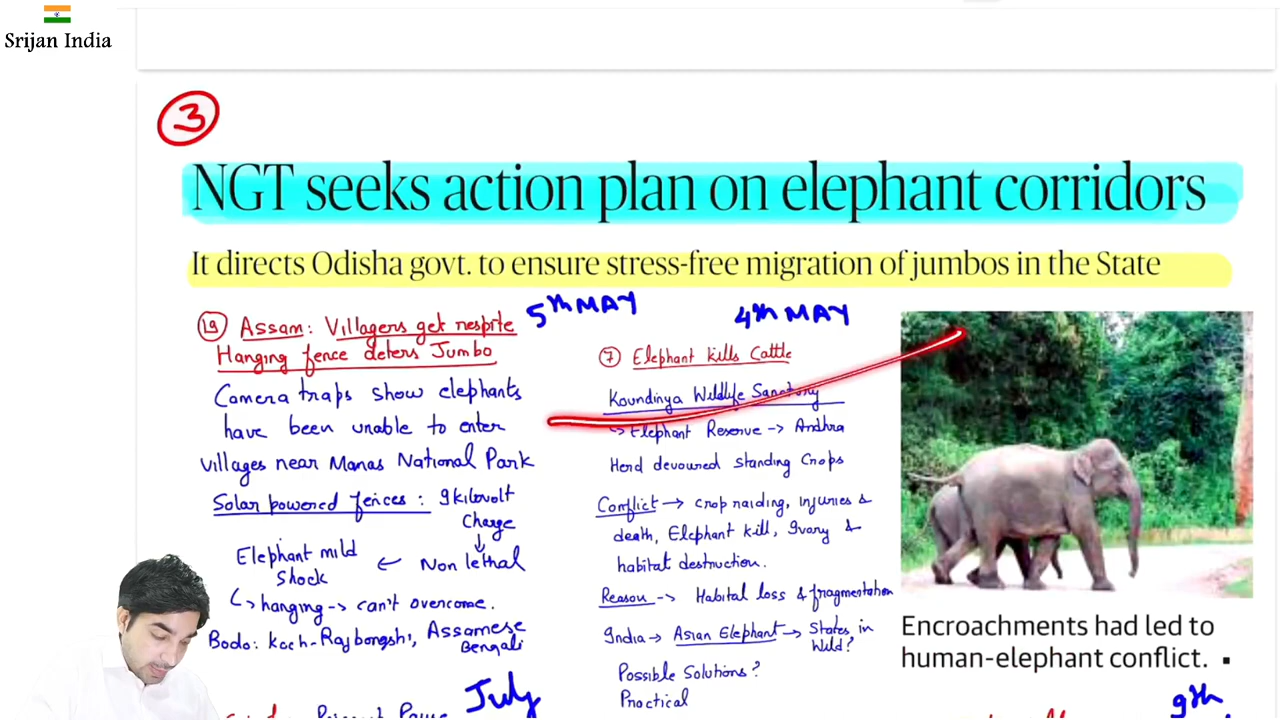 Srijan India
3
NGT seeks action plan on elephant corridors
It directs Odisha govt. to ensure stress-free migration of jumbos in the State
5th MAY
19 Assam: Villagers get respite
Hanging fence deters Jumbo
Camera traps show elephants
have been unable to enter
villages near Manas National Park
Solar powered fences: 9kilovolt
Charge
↓
Elephant mild ← Non lethal
Shock
↳ hanging → can't overcome.
Bodo: Koch-Rajbongshi, Assamese
Bengali
July
4th MAY
7 Elephant kills Cattle
Koundinya Wildlife Sanctury
↳ Elephant Reserve → Andhra
Herd devoured standing Crops
Conflict → crop raiding, injuries &
death, Elephant kill, Ivory &
habitat destruction.
Reason → Habital loss & fragmentation
India → Asian Elephant → States in
Wild?
Possible Solutions?
Practical
Encroachments had led to
human-elephant conflict.
9th